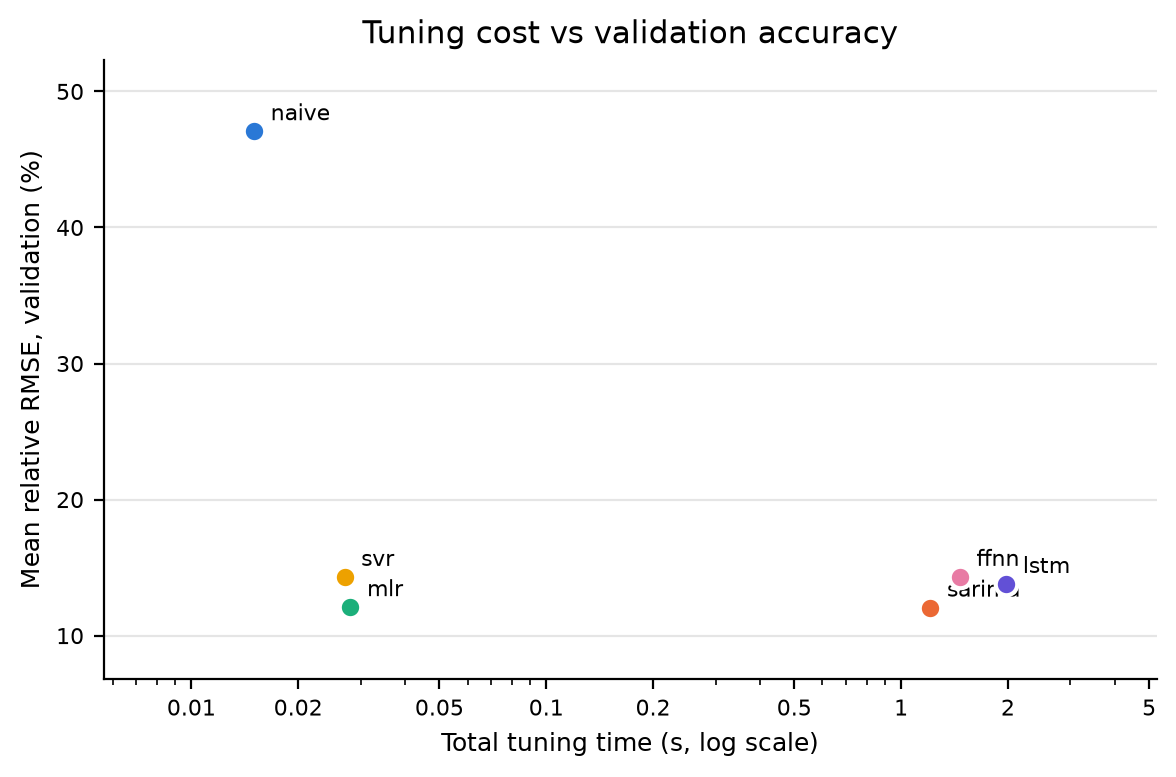 Tuning cost vs validation accuracy
Mean relative RMSE, validation (%)
50
40
30
20
10
naive
svr
mlr
ffnn
lstm
0.01
0.02
0.05
0.1
0.2
0.5
1
2
5
Total tuning time (s, log scale)